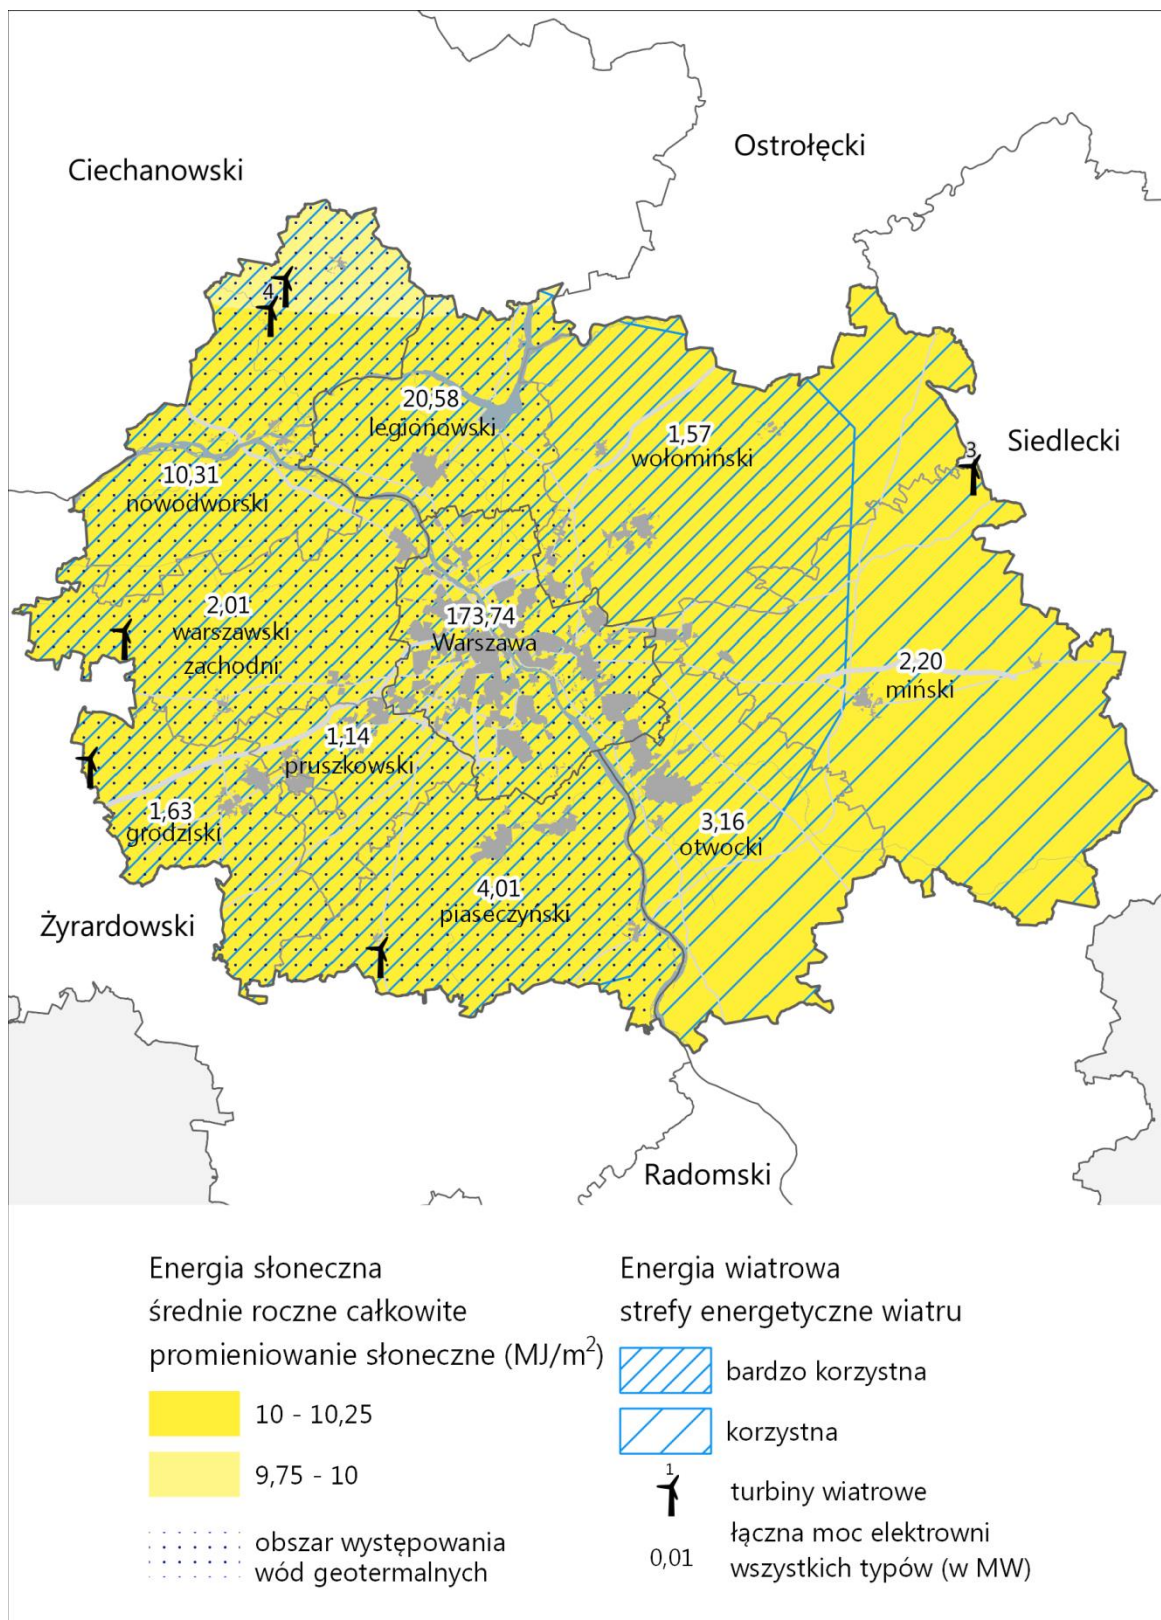 Ostrołęcki
Ciechanowski
4
20,58
legionowski
1,57
wołomiński
Siedlecki
3
10,31
nowodworski
2,01
warszawski
zachodni
173,74
Warszawa
2,20
miński
1,14
pruszkowski
1,63
grodziski
3,16
otwocki
4,01
piaseczyński
Żyrardowski
Radomski
Energia słoneczna
średnie roczne całkowite
promieniowanie słoneczne (MJ/m²)
10 - 10,25
9,75 - 10
obszar występowania
wód geotermalnych
Energia wiatrowa
strefy energetyczne wiatru
bardzo korzystna
korzystna
1
turbiny wiatrowe
0,01
łączna moc elektrowni
wszystkich typów (w MW)